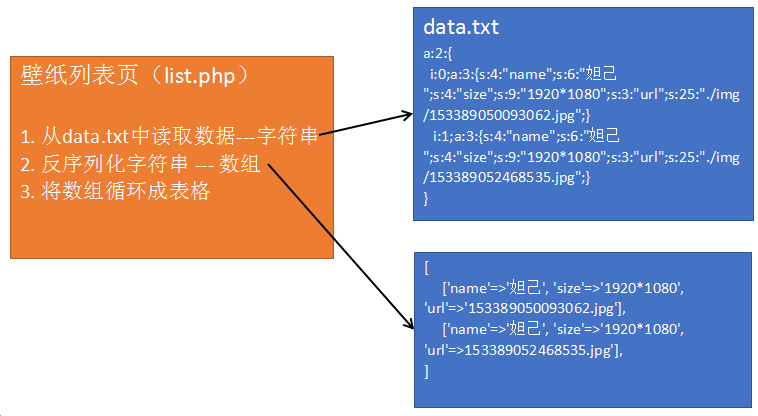 壁纸列表页（list.php）
1. 从data.txt中读取数据---字符串
2. 反序列化字符串 --- 数组
3. 将数组循环成表格
data.txt
a:2:{
i:0;a:3:{s:4:"name";s:6:"妲己
";s:4:"size";s:9:"1920*1080";s:3:"url";s:25:"./img
/153389050093062.jpg";}
i:1;a:3:{s:4:"name";s:6:"妲己
";s:4:"size";s:9:"1920*1080";s:3:"url";s:25:"./img
/153389052468535.jpg";}
}
[
['name'=>'妲己', 'size'=>'1920*1080',
'url'=>'153389050093062.jpg'],
['name'=>'妲己', 'size'=>'1920*1080',
'url'=>153389052468535.jpg'],
]